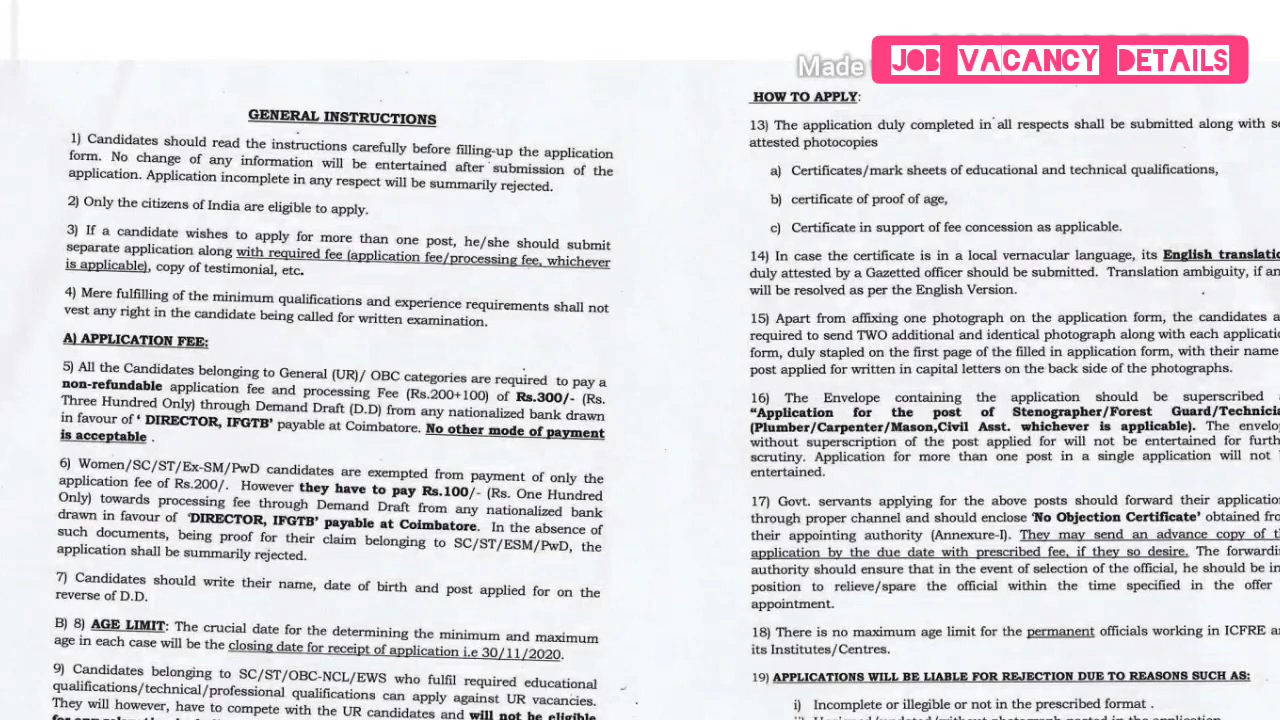 Made
JOB VACANCY DETAILS
GENERAL INSTRUCTIONS
1) Candidates should read the instructions carefully before filling-up the application
form. No change of any information will be entertained after submission of the
application. Application incomplete in any respect will be summarily rejected.
2) Only the citizens of India are eligible to apply.
3) If a candidate wishes to apply for more than one post, he/she should submit
separate application along with required fee (application fee/processing fee, whichever
is applicable), copy of testimonial, etc.
4) Mere fulfilling of the minimum qualifications and experience requirements shall not
vest any right in the candidate being called for written examination.
A) APPLICATION FEE:
5) All the Candidates belonging to General (UR)/ OBC categories are required to pay a
non-refundable application fee and processing Fee (Rs.200+100) of Rs.300/- (Rs.
Three Hundred Only) through Demand Draft (D.D) from any nationalized bank drawn
in favour of ‘ DIRECTOR, IFGTB’ payable at Coimbatore. No other mode of payment
is acceptable .
6) Women/SC/ST/Ex-SM/PwD candidates are exempted from payment of only the
application fee of Rs.200/. However they have to pay Rs.100/- (Rs. One Hundred
Only) towards processing fee through Demand Draft from any nationalized bank
drawn in favour of ‘DIRECTOR, IFGTB’ payable at Coimbatore. In the absence of
such documents, being proof for their claim belonging to SC/ST/ESM/PwD, the
application shall be summarily rejected.
7) Candidates should write their name, date of birth and post applied for on the
reverse of D.D.
B) 8) AGE LIMIT: The crucial date for the determining the minimum and maximum
age in each case will be the closing date for receipt of application i.e 30/11/2020.
9) Candidates belonging to SC/ST/OBC-NCL/EWS who fulfil required educational
qualifications/technical/professional qualifications can apply against UR vacancies.
They will however, have to compete with the UR candidates and will not be eligible
HOW TO APPLY:
13) The application duly completed in all respects shall be submitted along with
attested photocopies
a) Certificates/mark sheets of educational and technical qualifications,
b) certificate of proof of age,
c) Certificate in support of fee concession as applicable.
14) In case the certificate is in a local vernacular language, its English translatio
duly attested by a Gazetted officer should be submitted. Translation ambiguity, if an
will be resolved as per the English Version.
15) Apart from affixing one photograph on the application form, the candidates a
required to send TWO additional and identical photograph along with each applicatio
form, duly stapled on the first page of the filled in application form, with their name
post applied for written in capital letters on the back side of the photographs.
16) The Envelope containing the application should be superscribed
“Application for the post of Stenographer/Forest Guard/Technicia
(Plumber/Carpenter/Mason,Civil Asst. whichever is applicable). The envelop
without superscription of the post applied for will not be entertained for furth
scrutiny. Application for more than one post in a single application will not
entertained.
17) Govt. servants applying for the above posts should forward their application
through proper channel and should enclose ‘No Objection Certificate’ obtained from
their appointing authority (Annexure-I). They may send an advance copy of th
application by the due date with prescribed fee, if they so desire. The forwardin
authority should ensure that in the event of selection of the official, he should be in
position to relieve/spare the official within the time specified in the offer
appointment.
18) There is no maximum age limit for the permanent officials working in ICFRE an
its Institutes/Centres.
19) APPLICATIONS WILL BE LIABLE FOR REJECTION DUE TO REASONS SUCH AS:
i) Incomplete or illegible or not in the prescribed format .